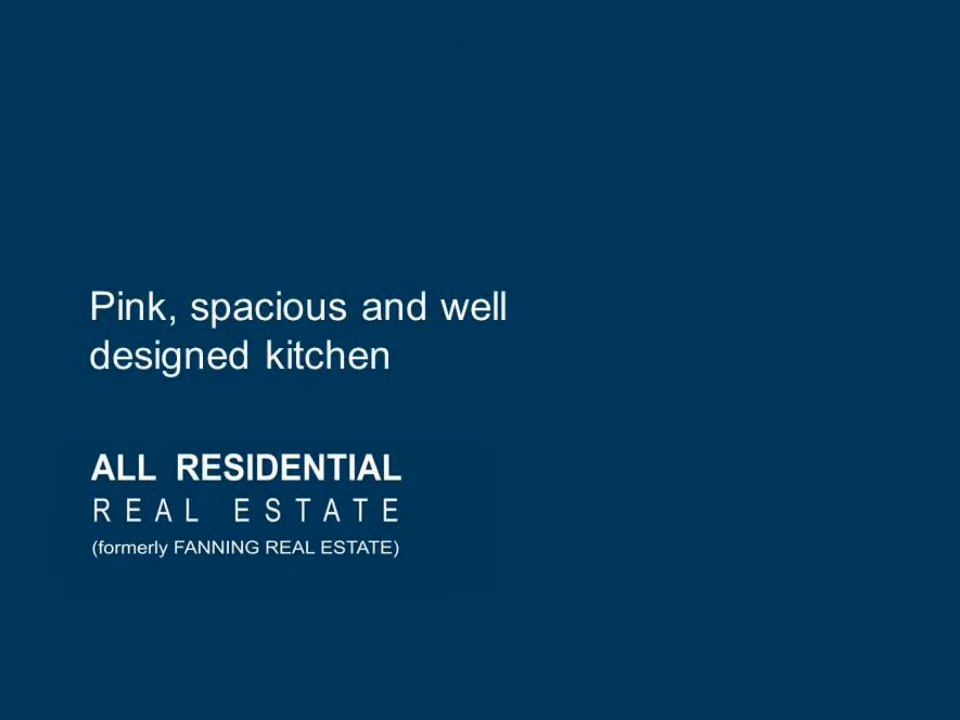 Pink, spacious and well
designed kitchen
ALL RESIDENTIAL
REAL ESTATE
(formerly FANNING REAL ESTATE)